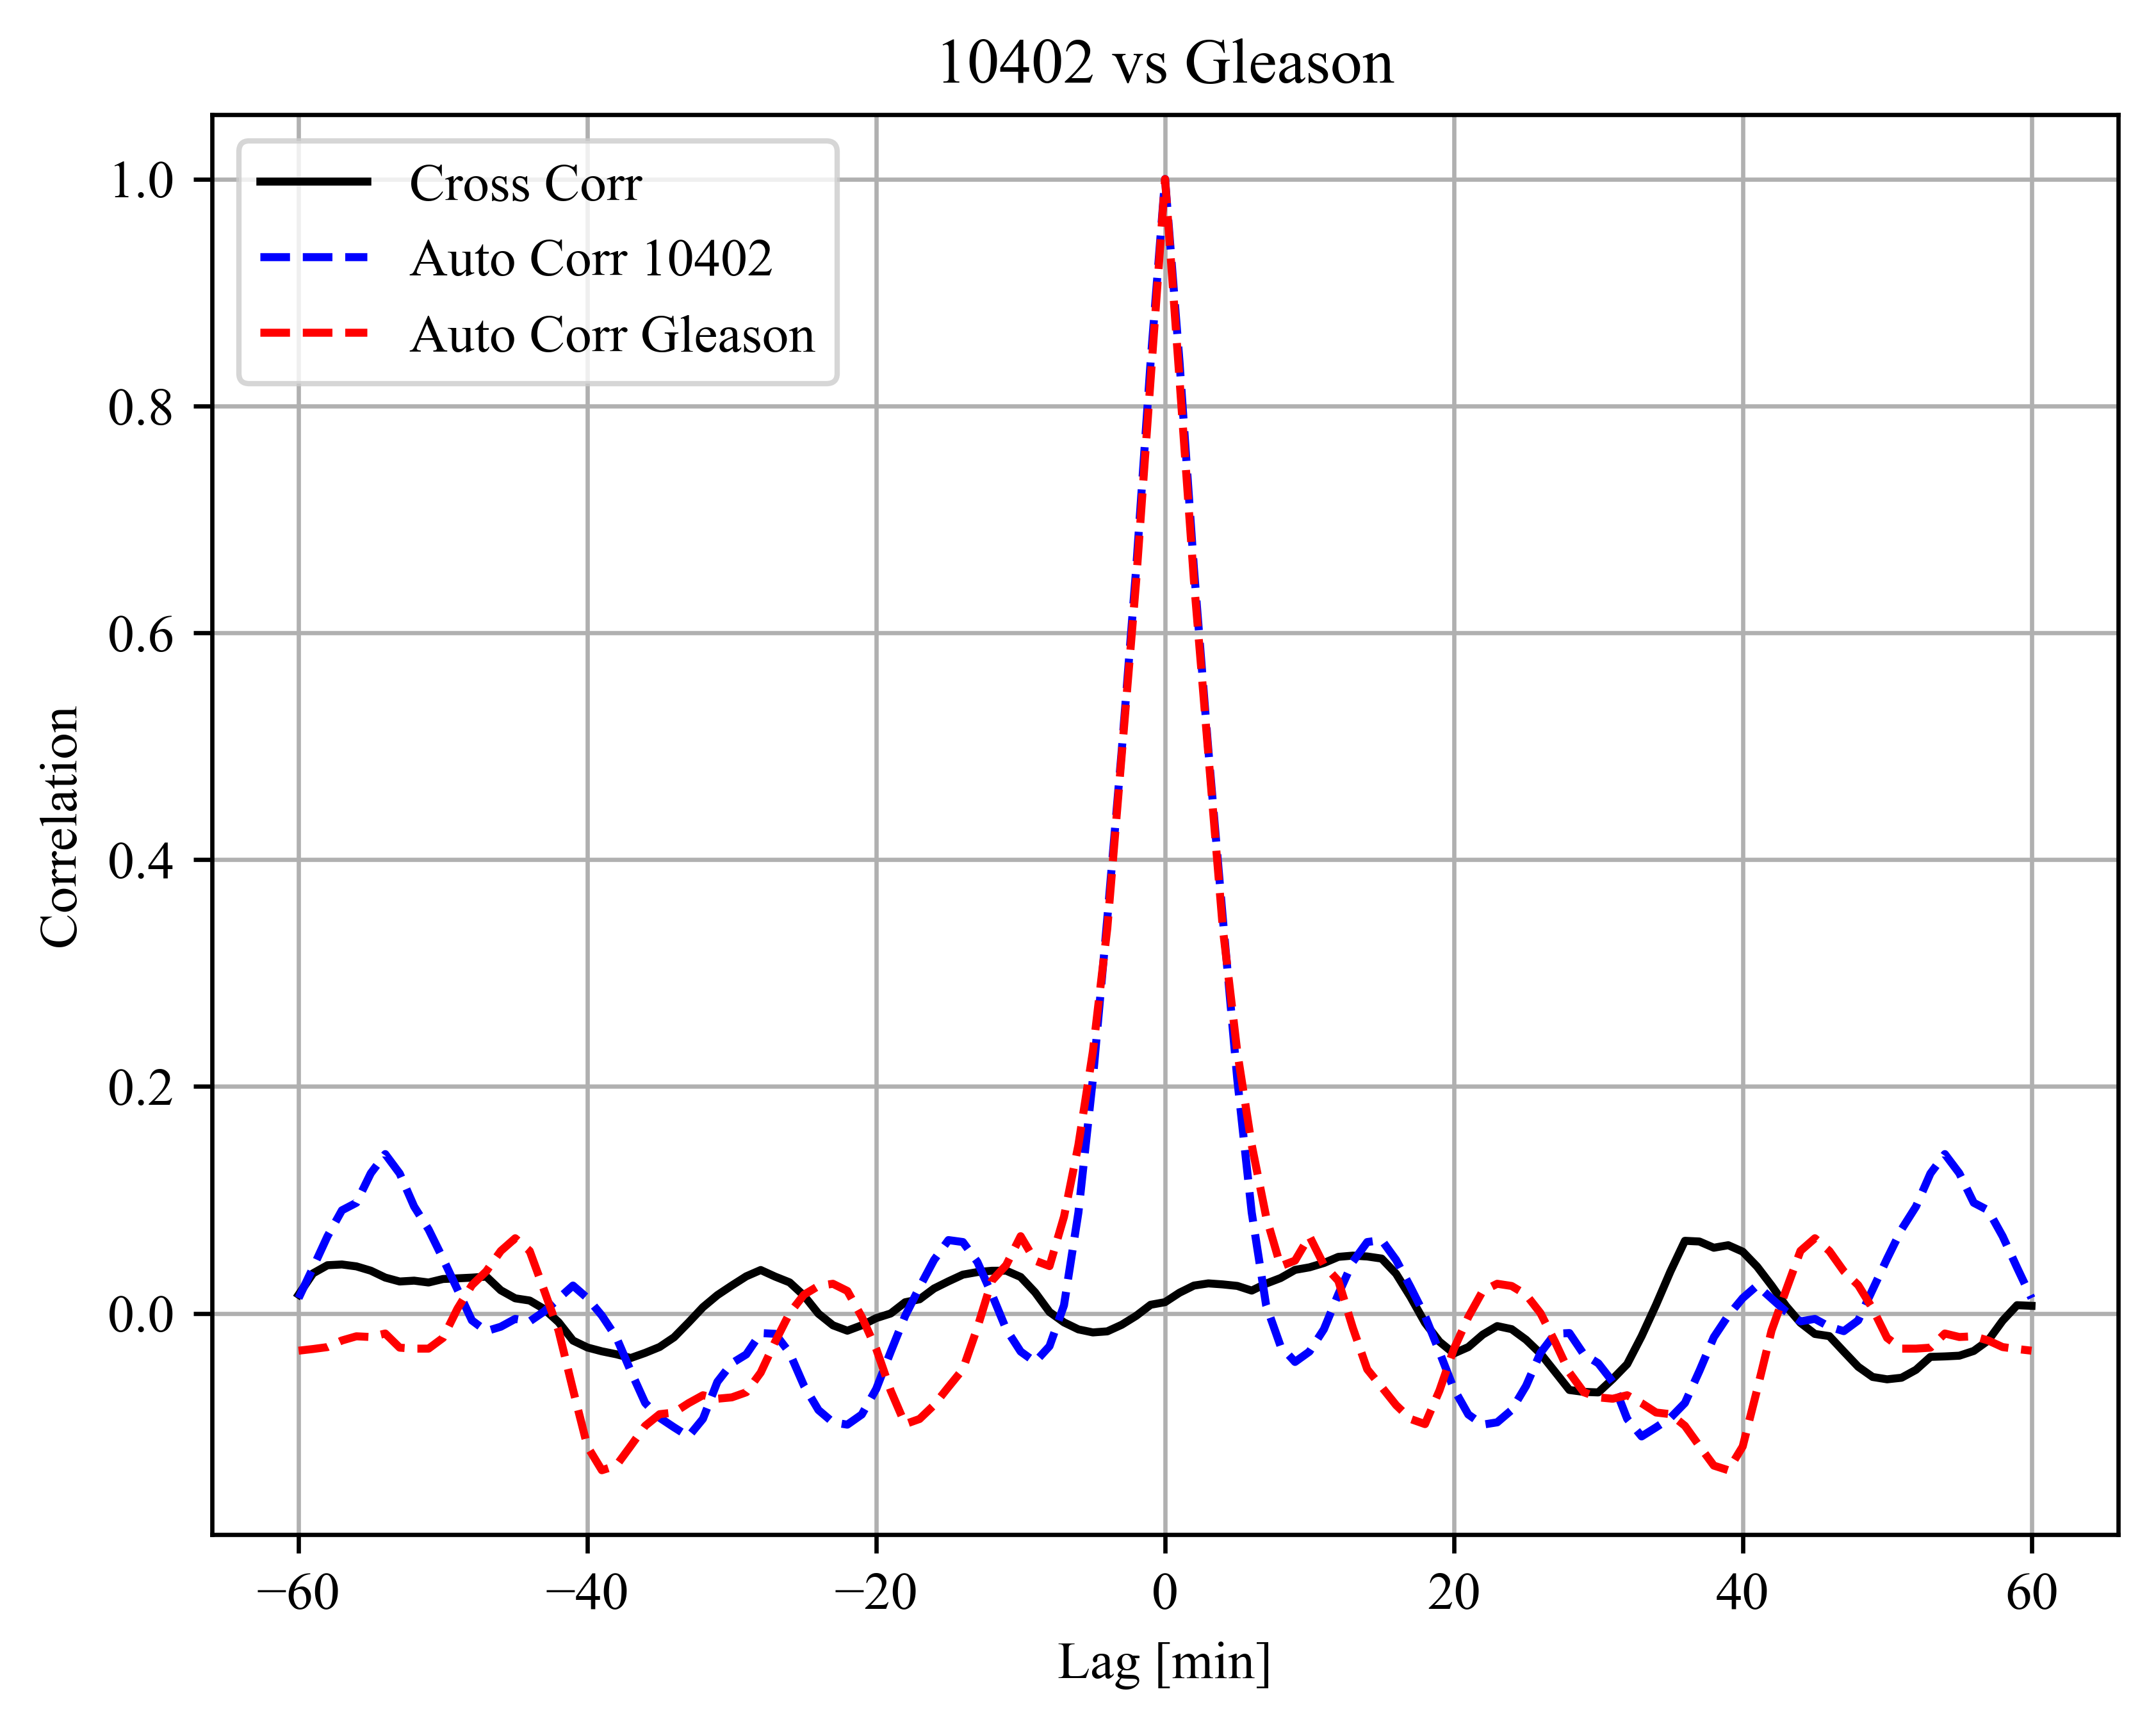 10402 vs Gleason
Cross Corr
Auto Corr 10402
Auto Corr Gleason
1.0
0.8
0.6
0.4
0.2
0.0
Correlation
−60
−40
−20
0
20
40
60
Lag [min]